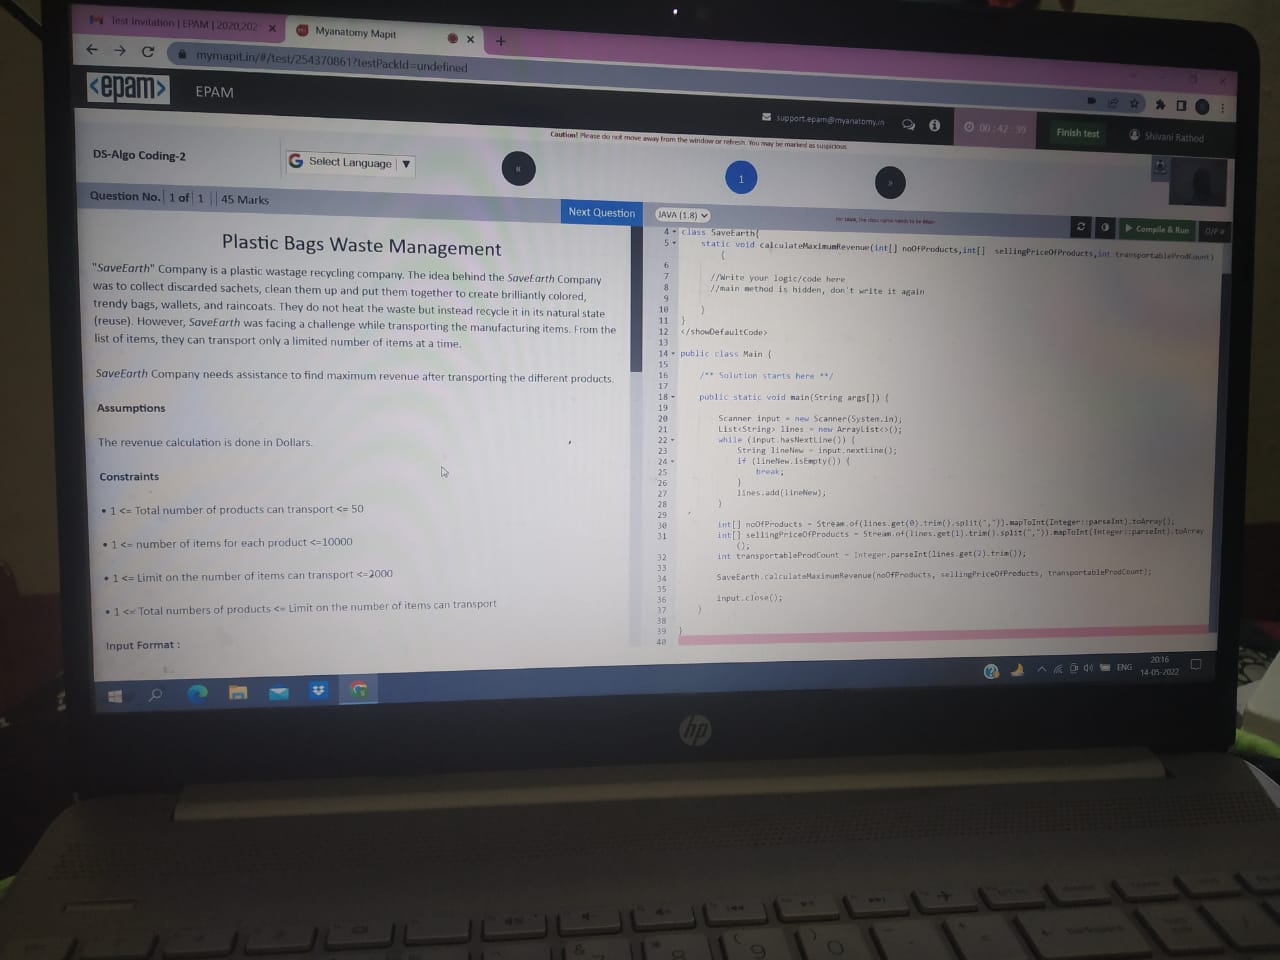 Test Invitation | EPAM | 2020,202
Myanatomy Mapit
mymapit.in/#/test/254370861?testPackId=undefined
<epam>
EPAM
support.epam@myanatomy.in
00:42:39
Finish test
Shivani Rathod
Caution! Please do not move away from the window or refresh. You may be marked as suspicious
DS-Algo Coding-2
G Select Language ▼
«
1
»
Question No. 1 of 1 || 45 Marks
Next Question
JAVA (1.8)
For JAVA, the class name needs to be Main
Compile & Run
O/P
Plastic Bags Waste Management
"SaveEarth" Company is a plastic wastage recycling company. The idea behind the SaveEarth Company
was to collect discarded sachets, clean them up and put them together to create brilliantly colored,
trendy bags, wallets, and raincoats. They do not heat the waste but instead recycle it in its natural state
(reuse). However, SaveEarth was facing a challenge while transporting the manufacturing items. From the
list of items, they can transport only a limited number of items at a time.
SaveEarth Company needs assistance to find maximum revenue after transporting the different products.
Assumptions
The revenue calculation is done in Dollars.
Constraints
• 1 <= Total number of products can transport <= 50
• 1 <= number of items for each product <=10000
• 1 <= Limit on the number of items can transport <=2000
• 1 <= Total numbers of products <= Limit on the number of items can transport
Input Format :
4 class SaveEarth{
5 static void calculateMaximumRevenue(int[] noOfProducts,int[] sellingPriceOfProducts,int transportableProdCount)
{
6
7 //Write your logic/code here
8 //main method is hidden, don't write it again
9
10 }
11 }
12 </showDefaultCode>
13
14 public class Main {
15
16 /** Solution starts here **/
17
18 public static void main(String args[]) {
19
20 Scanner input = new Scanner(System.in);
21 List<String> lines = new ArrayList<>();
22 while (input.hasNextLine()) {
23 String lineNew = input.nextLine();
24 if (lineNew.isEmpty()) {
25 break;
26 }
27 lines.add(lineNew);
28 }
29
30 int[] noOfProducts = Stream.of(lines.get(0).trim().split(",")).mapToInt(Integer::parseInt).toArray();
31 int[] sellingPriceOfProducts = Stream.of(lines.get(1).trim().split(",")).mapToInt(Integer::parseInt).toArray
();
32 int transportableProdCount = Integer.parseInt(lines.get(2).trim());
33
34 SaveEarth.calculateMaximumRevenue(noOfProducts, sellingPriceOfProducts, transportableProdCount);
35
36 input.close();
37 }
38
39 }
40
ENG
20:16
14-05-2022
hp